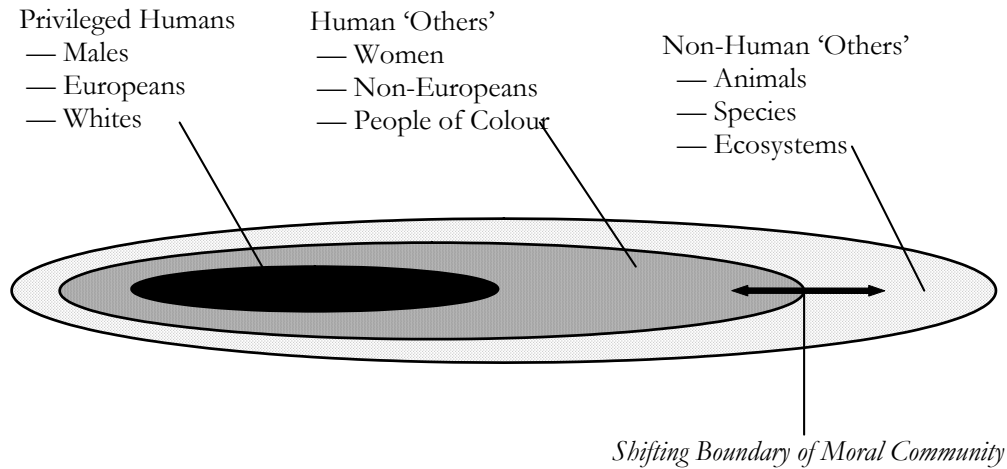 Privileged Humans
— Males
— Europeans
— Whites
Human ‘Others’
— Women
— Non-Europeans
— People of Colour
Non-Human ‘Others’
— Animals
— Species
— Ecosystems
Shifting Boundary of Moral Community